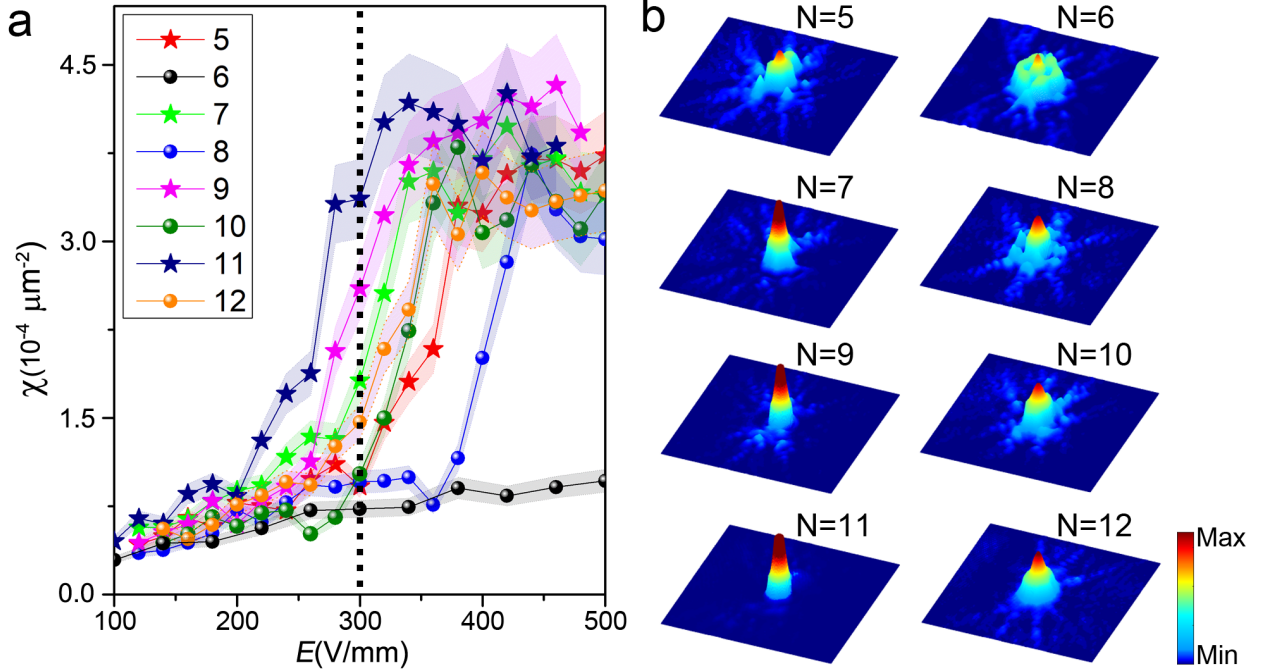 a
χ(10⁻⁴ μm⁻²)
4.5
3.0
1.5
0.0
5
6
7
8
9
10
11
12
100
200
300
400
500
E(V/mm)
b
N=5
N=6
N=7
N=8
N=9
N=10
N=11
N=12
Max
Min